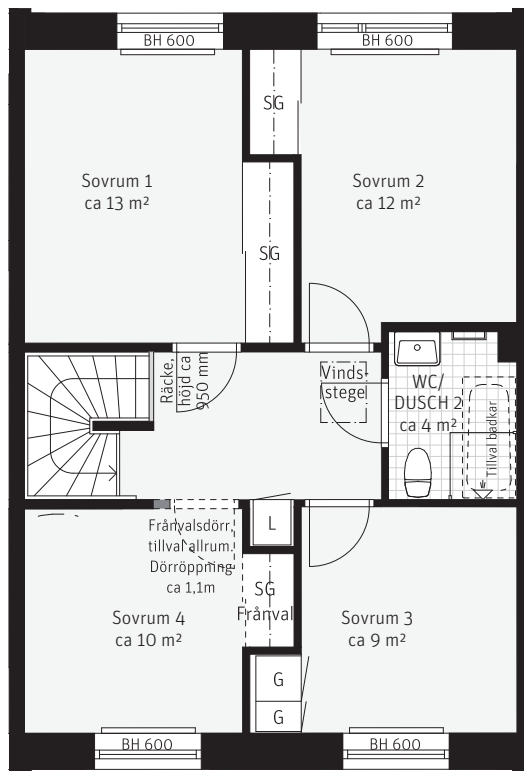 BH 600
BH 600
SG
Sovrum 1
ca 13 m²
Sovrum 2
ca 12 m²
SG
Räcke,
höjd ca
950 mm
Vinds-
stege
WC/
DUSCH 2
ca 4 m²
Tillval badkar
L
Frånvalsdörr,
tillval allrum.
Dörröppning
ca 1,1m
SG
Frånval
Sovrum 4
ca 10 m²
Sovrum 3
ca 9 m²
G
G
BH 600
BH 600